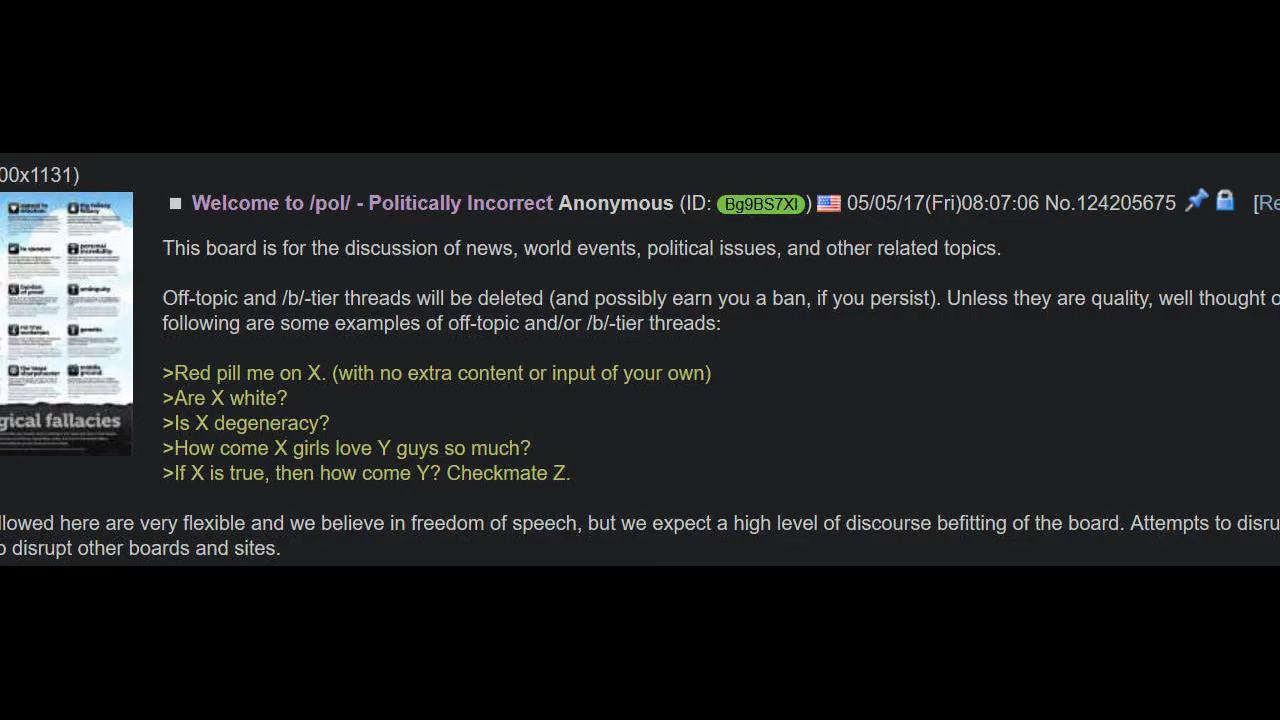 00x1131)
Welcome to /pol/ - Politically Incorrect Anonymous (ID: Bg9BS7Xl) 05/05/17(Fri)08:07:06 No.124205675 [Re
This board is for the discussion of news, world events, political issues, and other related topics.
Off-topic and /b/-tier threads will be deleted (and possibly earn you a ban, if you persist). Unless they are quality, well thought o
following are some examples of off-topic and/or /b/-tier threads:
>Red pill me on X. (with no extra content or input of your own)
>Are X white?
>Is X degeneracy?
>How come X girls love Y guys so much?
>If X is true, then how come Y? Checkmate Z.
gical fallacies
llowed here are very flexible and we believe in freedom of speech, but we expect a high level of discourse befitting of the board. Attempts to disru
o disrupt other boards and sites.